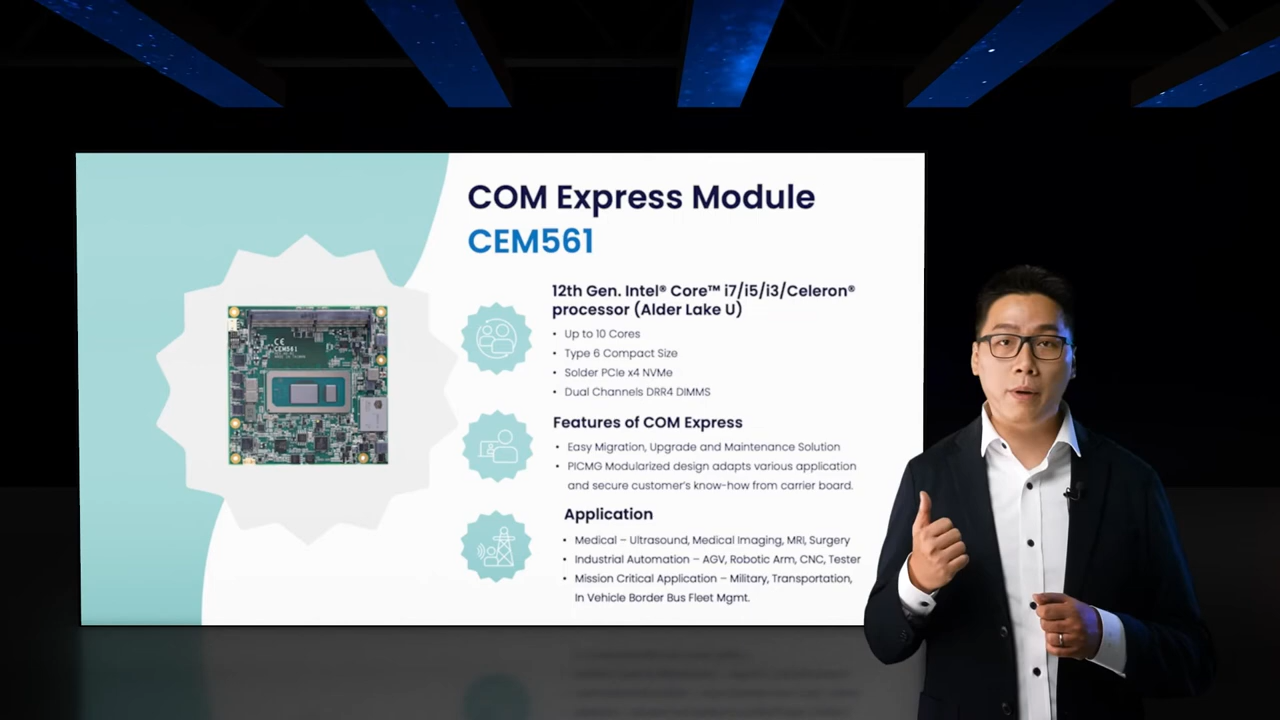 COM Express Module
CEM561
12th Gen. Intel® Core™ i7/i5/i3/Celeron®
processor (Alder Lake U)
• Up to 10 Cores
• Type 6 Compact Size
• Solder PCIe x4 NVMe
• Dual Channels DRR4 DIMMS
Features of COM Express
• Easy Migration, Upgrade and Maintenance Solution
• PICMG Modularized design adapts various application
and secure customer's know-how from carrier board.
Application
• Medical – Ultrasound, Medical Imaging, MRI, Surgery
• Industrial Automation – AGV, Robotic Arm, CNC, Tester
• Mission Critical Application – Military, Transportation,
In Vehicle Border Bus Fleet Mgmt.
CE
CEM561